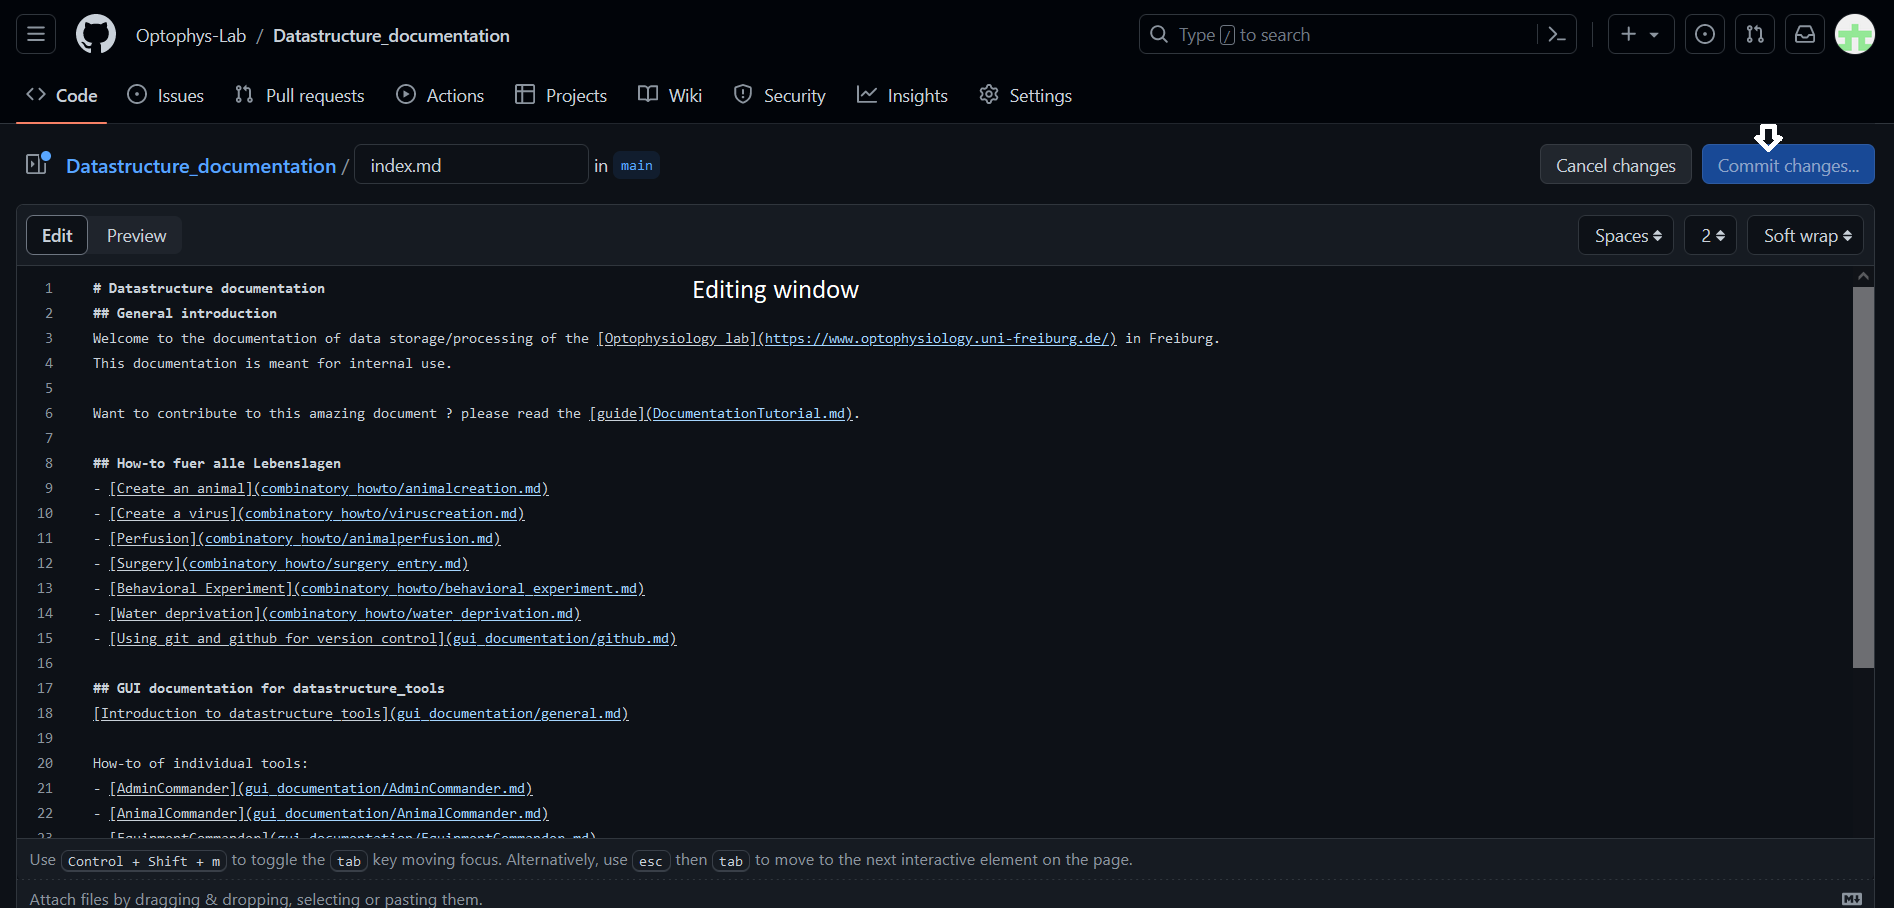 Optophys-Lab / Datastructure_documentation
Type / to search
Code Issues Pull requests Actions Projects Wiki Security Insights Settings
Datastructure_documentation / index.md in main
Cancel changes Commit changes...
Edit Preview
Spaces 2 Soft wrap
Editing window
1 # Datastructure documentation
2 ## General introduction
3 Welcome to the documentation of data storage/processing of the [Optophysiology lab](https://www.optophysiology.uni-freiburg.de/) in Freiburg.
4 This documentation is meant for internal use.
5
6 Want to contribute to this amazing document ? please read the [guide](DocumentationTutorial.md).
7
8 ## How-to fuer alle Lebenslagen
9 - [Create an animal](combinatory_howto/animalcreation.md)
10 - [Create a virus](combinatory_howto/viruscreation.md)
11 - [Perfusion](combinatory_howto/animalperfusion.md)
12 - [Surgery](combinatory_howto/surgery_entry.md)
13 - [Behavioral Experiment](combinatory_howto/behavioral_experiment.md)
14 - [Water deprivation](combinatory_howto/water_deprivation.md)
15 - [Using git and github for version control](gui_documentation/github.md)
16
17 ## GUI documentation for datastructure_tools
18 [Introduction to datastructure_tools](gui_documentation/general.md)
19
20 How-to of individual tools:
21 - [AdminCommander](gui_documentation/AdminCommander.md)
22 - [AnimalCommander](gui_documentation/AnimalCommander.md)
23 - [EquipmentCommander](gui_documentation/EquipmentCommander.md)
Use Control + Shift + m to toggle the tab key moving focus. Alternatively, use esc then tab to move to the next interactive element on the page.
Attach files by dragging & dropping, selecting or pasting them.